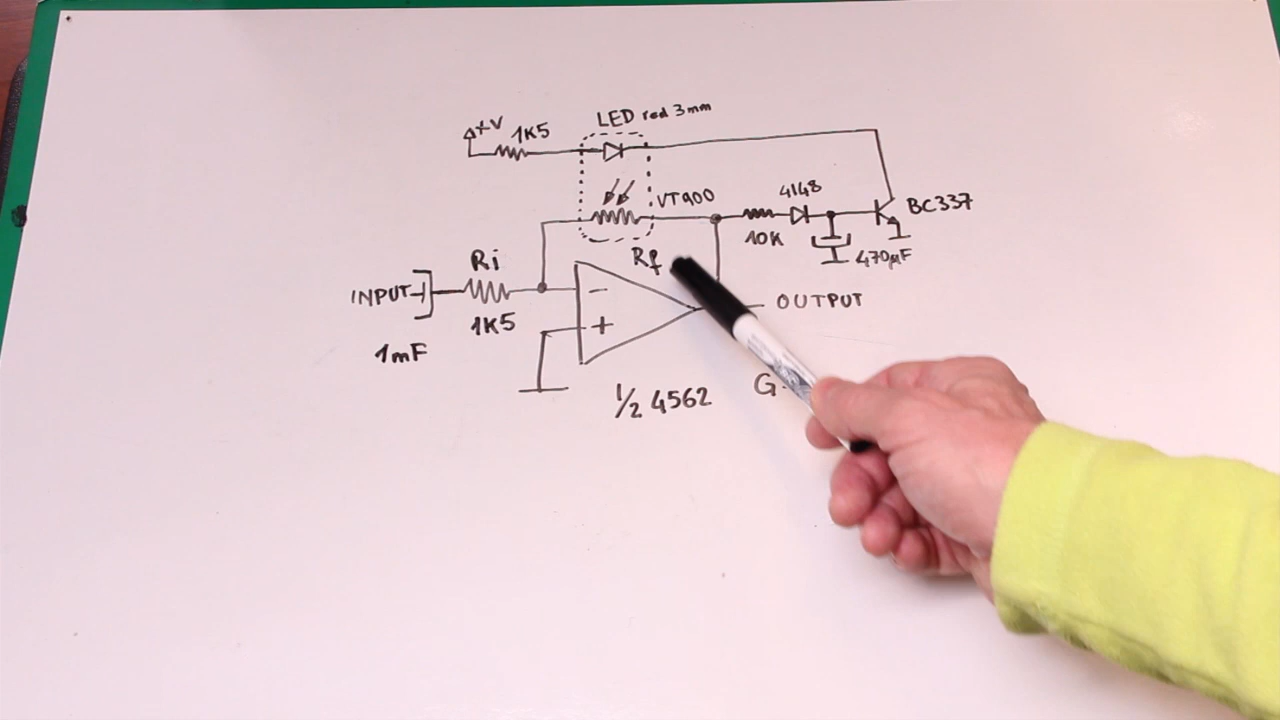 LED red 3mm
+V
1K5
4148
VT900
BC337
10K
470µF
Rf
Ri
INPUT
OUTPUT
1K5
1mF
-
+
1/2 4562
G